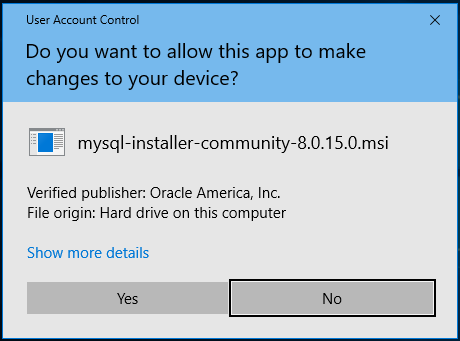 User Account Control
Do you want to allow this app to make
changes to your device?
mysql-installer-community-8.0.15.0.msi
Verified publisher: Oracle America, Inc.
File origin: Hard drive on this computer
Show more details
Yes
No